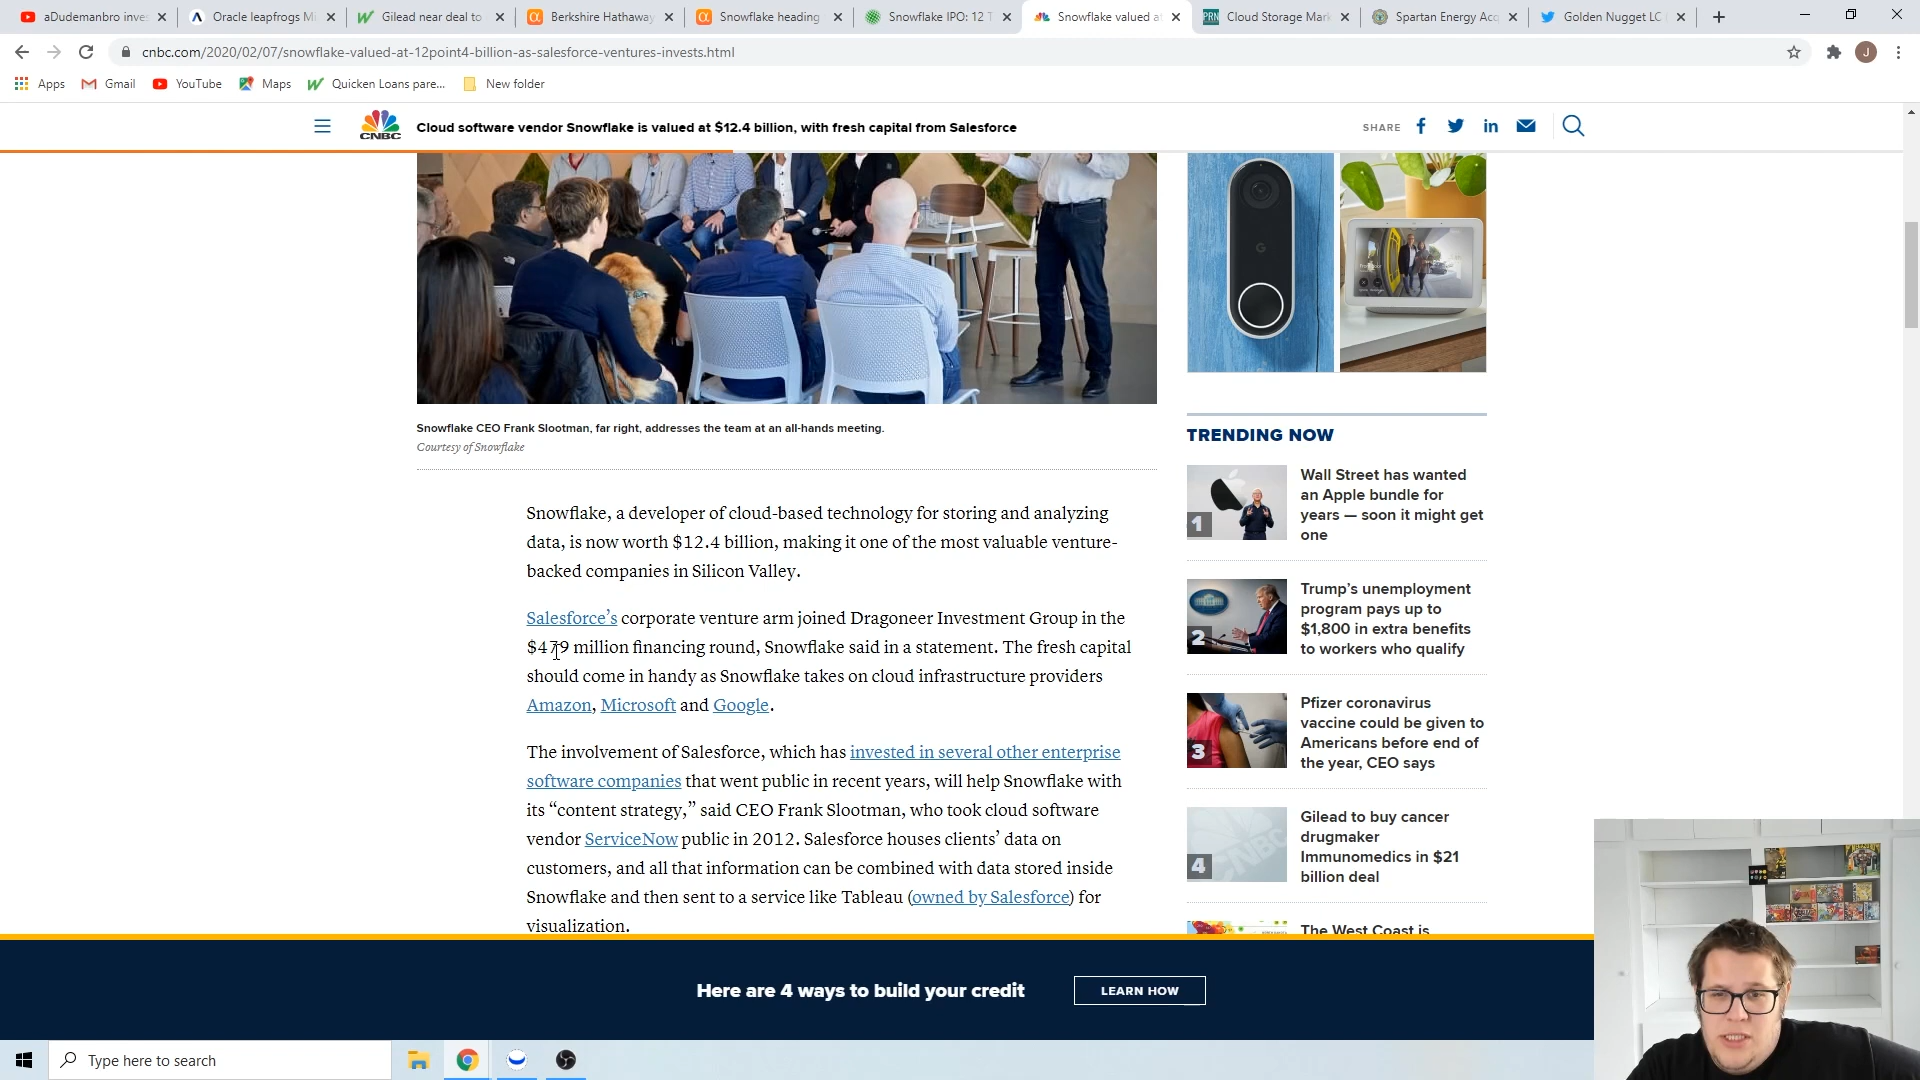 aDudemanbro inve
Oracle leapfrogs Mi
Gilead near deal to
Berkshire Hathaway
Snowflake heading
Snowflake IPO: 12 T
Snowflake valued a
Cloud Storage Mark
Spartan Energy Acq
Golden Nugget LC
cnbc.com/2020/02/07/snowflake-valued-at-12point4-billion-as-salesforce-ventures-invests.html
J
Apps
Gmail
YouTube
Maps
Quicken Loans pare...
New folder
CNBC
Cloud software vendor Snowflake is valued at $12.4 billion, with fresh capital from Salesforce
SHARE
Snowflake CEO Frank Slootman, far right, addresses the team at an all-hands meeting.
Courtesy of Snowflake
Snowflake, a developer of cloud-based technology for storing and analyzing
data, is now worth $12.4 billion, making it one of the most valuable venture-
backed companies in Silicon Valley.
Salesforce’s corporate venture arm joined Dragoneer Investment Group in the
$479 million financing round, Snowflake said in a statement. The fresh capital
should come in handy as Snowflake takes on cloud infrastructure providers
Amazon, Microsoft and Google.
The involvement of Salesforce, which has invested in several other enterprise
software companies that went public in recent years, will help Snowflake with
its “content strategy,” said CEO Frank Slootman, who took cloud software
vendor ServiceNow public in 2012. Salesforce houses clients’ data on
customers, and all that information can be combined with data stored inside
Snowflake and then sent to a service like Tableau (owned by Salesforce) for
visualization.
TRENDING NOW
1
Wall Street has wanted
an Apple bundle for
years — soon it might get
one
2
Trump’s unemployment
program pays up to
$1,800 in extra benefits
to workers who qualify
3
Pfizer coronavirus
vaccine could be given to
Americans before end of
the year, CEO says
4
Gilead to buy cancer
drugmaker
Immunomedics in $21
billion deal
The West Coast is
Here are 4 ways to build your credit
LEARN HOW
Type here to search